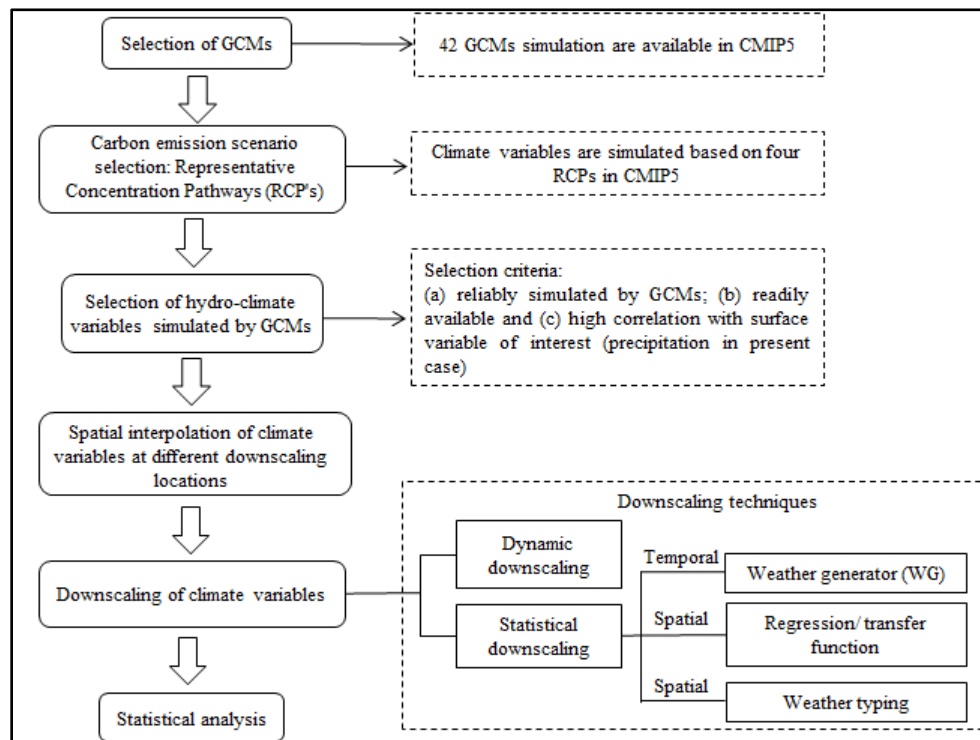 Selection of GCMs
42 GCMs simulation are available in CMIP5
Carbon emission scenario
selection: Representative
Concentration Pathways (RCP's)
Climate variables are simulated based on four
RCPs in CMIP5
Selection of hydro-climate
variables simulated by GCMs
Selection criteria:
(a) reliably simulated by GCMs; (b) readily
available and (c) high correlation with surface
variable of interest (precipitation in present
case)
Spatial interpolation of climate
variables at different downscaling
locations
Downscaling techniques
Dynamic
downscaling
Temporal
Weather generator (WG)
Downscaling of climate variables
Statistical
downscaling
Spatial
Regression/ transfer
function
Spatial
Weather typing
Statistical analysis